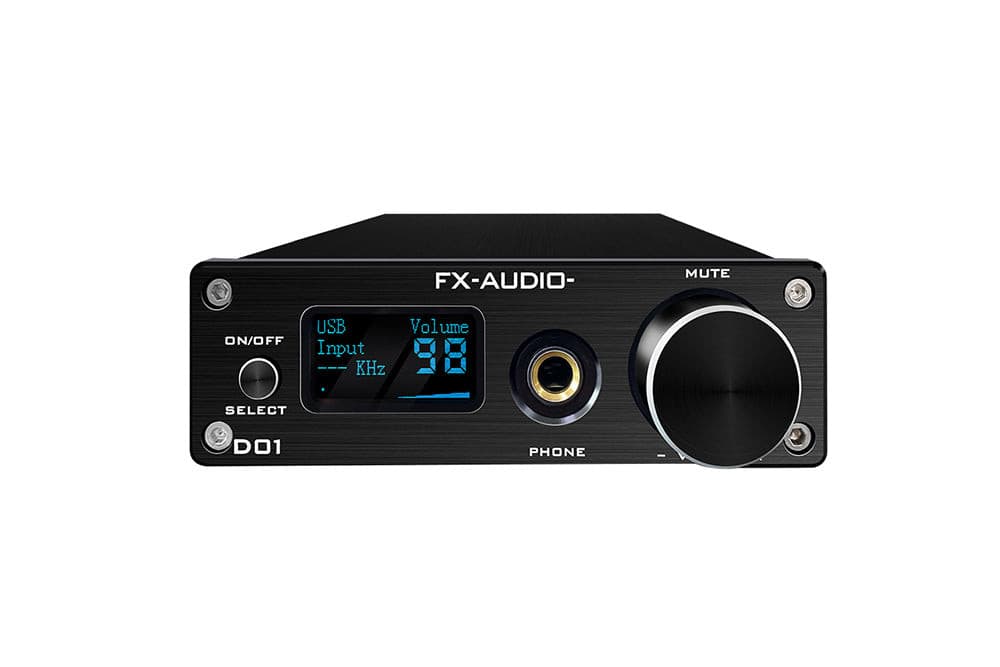 FX-AUDIO-
MUTE
ON/OFF
SELECT
D01
USB
Input
--- KHz
Volume
98
PHONE